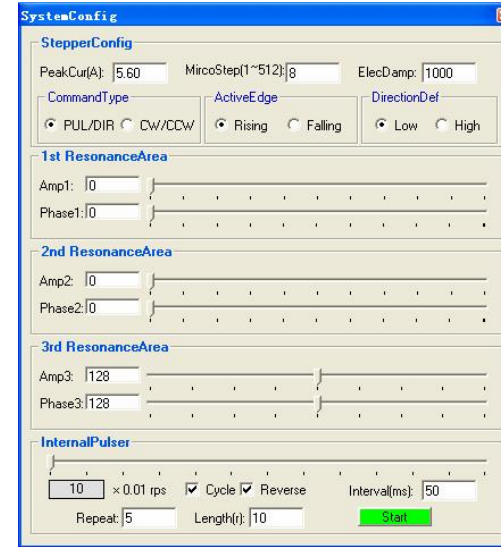 SystemConfig
StepperConfig
PeakCur(A): 5.60 MircoStep(1~512): 8 ElecDamp: 1000
CommandType ActiveEdge DirectionDef
PUL/DIR CW/CCW Rising Falling Low High
1st ResonanceArea
Amp1: 0
Phase1: 0
2nd ResonanceArea
Amp2: 0
Phase2: 0
3rd ResonanceArea
Amp3: 128
Phase3: 128
InternalPulser
10 × 0.01 rps Cycle Reverse Interval(ms): 50
Repeat: 5 Length(r): 10 Start